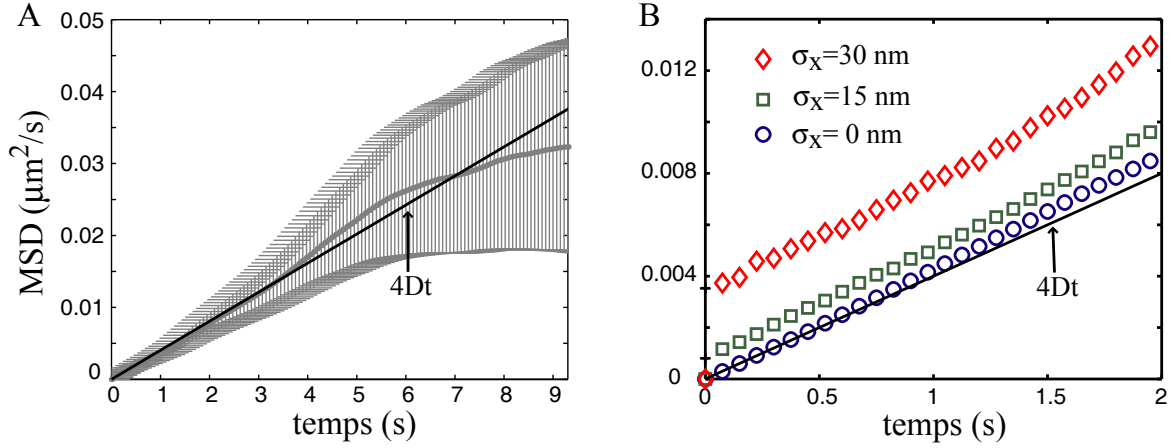 A
MSD (µm²/s)
0.05
0.04
0.03
0.02
0.01
0
0
1
2
3
4
5
6
7
8
9
temps (s)
4Dt
B
σx=30 nm
σx=15 nm
σx= 0 nm
0.012
0.008
0.004
0
0
0.5
1
1.5
2
temps (s)
4Dt